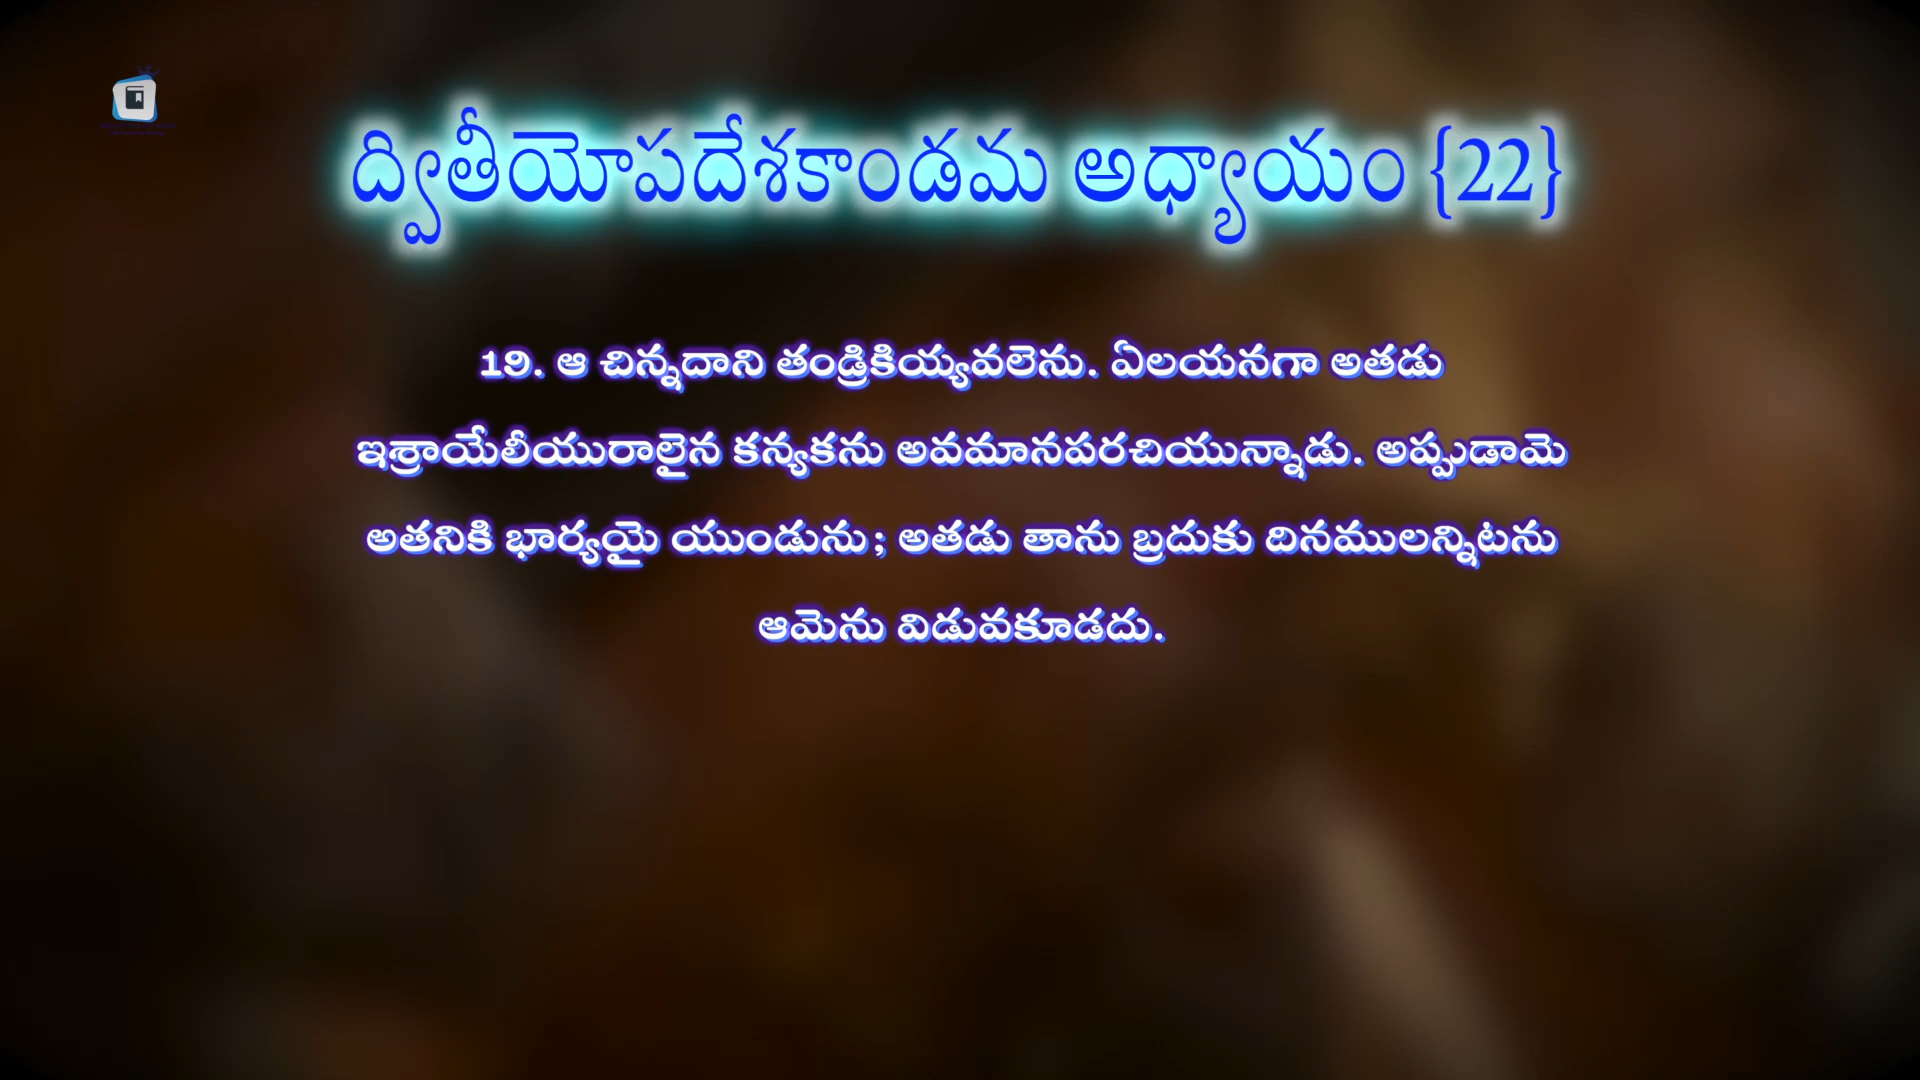 ద్వితీయోపదేశకాండమ అధ్యాయం {22}
19. ఆ చిన్నదాని తండ్రికియ్యవలెను. ఏలయనగా అతడు
ఇశ్రాయేలీయురాలైన కన్యకను అవమానపరచియున్నాడు. అప్పుడామె
అతనికి భార్యయై యుండును; అతడు తాను బ్రదుకు దినములన్నిటను
ఆమెను విడువకూడదు.